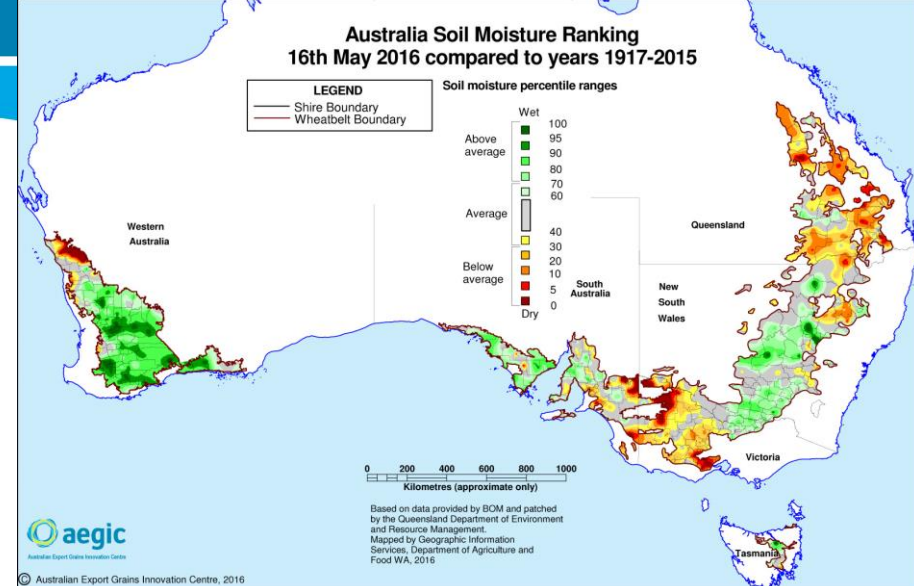 Australia Soil Moisture Ranking
16th May 2016 compared to years 1917-2015
LEGEND
Shire Boundary
Wheatbelt Boundary
Soil moisture percentile ranges
Wet
Above
average
Average
Below
average
100
95
90
80
70
60
40
30
20
10
5
0
Dry
Western
Australia
Queensland
South
Australia
New
South
Wales
Victoria
Tasmania
0 200 400 600 800 1000
Kilometres (approximate only)
Based on data provided by BOM and patched
by the Queensland Department of Environment
and Resource Management.
Mapped by Geographic Information
Services, Department of Agriculture and
Food WA, 2016
aegic
Australian Export Grains Innovation Centre
© Australian Export Grains Innovation Centre, 2016